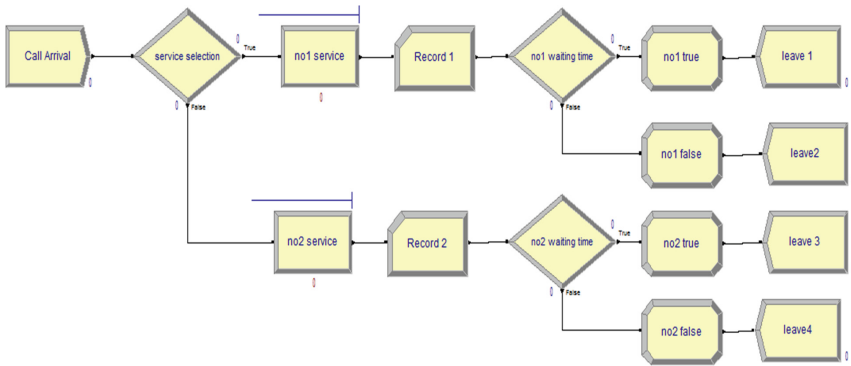 Call Arrival
0
service selection
0
True
0
False
no1 service
0
Record 1
no1 waiting time
0
True
0
False
no1 true
leave 1
0
no1 false
leave2
no2 service
0
Record 2
no2 waiting time
0
True
0
False
no2 true
leave 3
no2 false
leave4
0